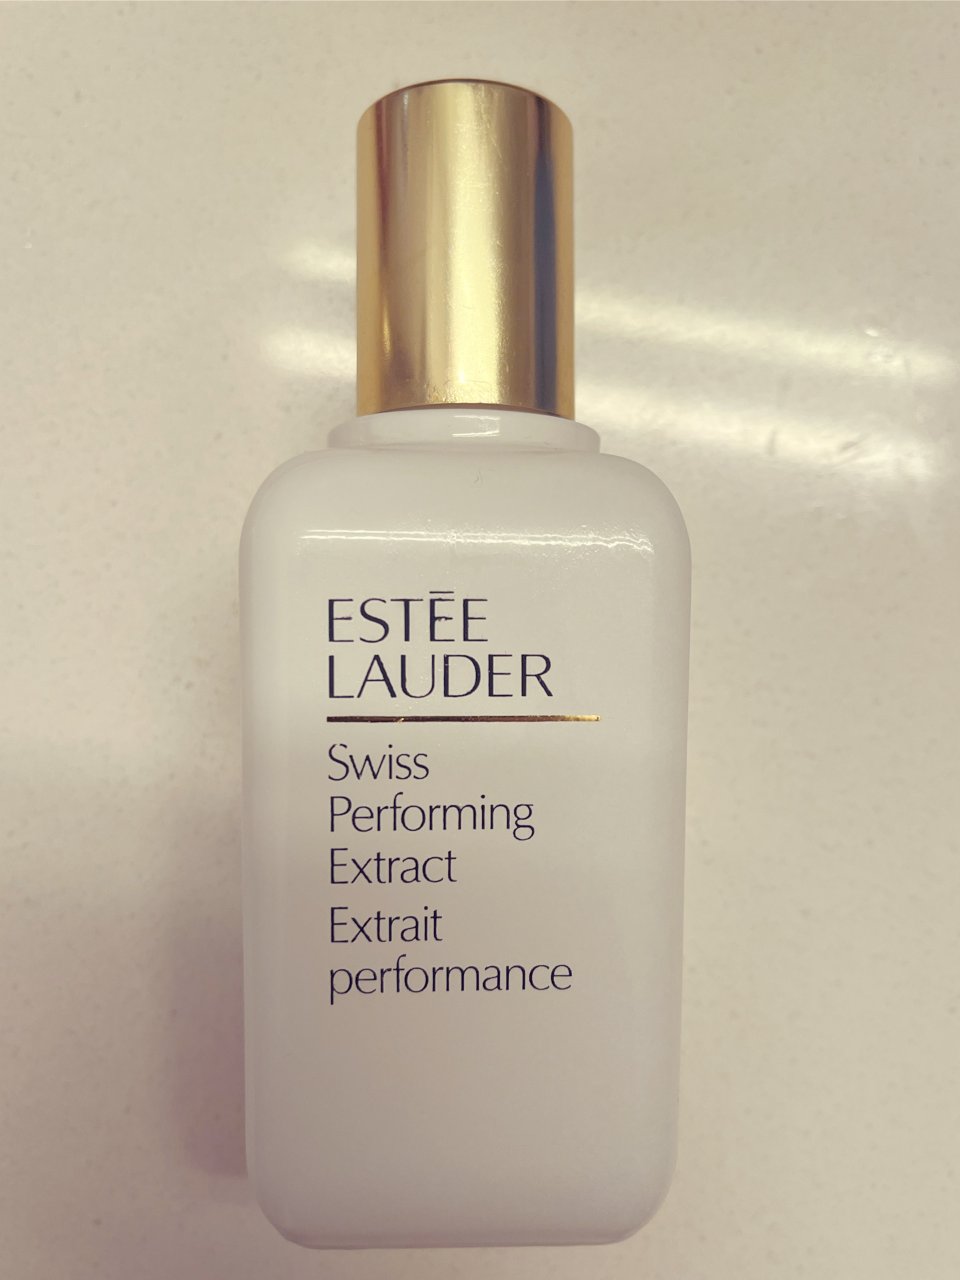 ESTĒE
LAUDER
Swiss
Performing
Extract
Extrait
performance